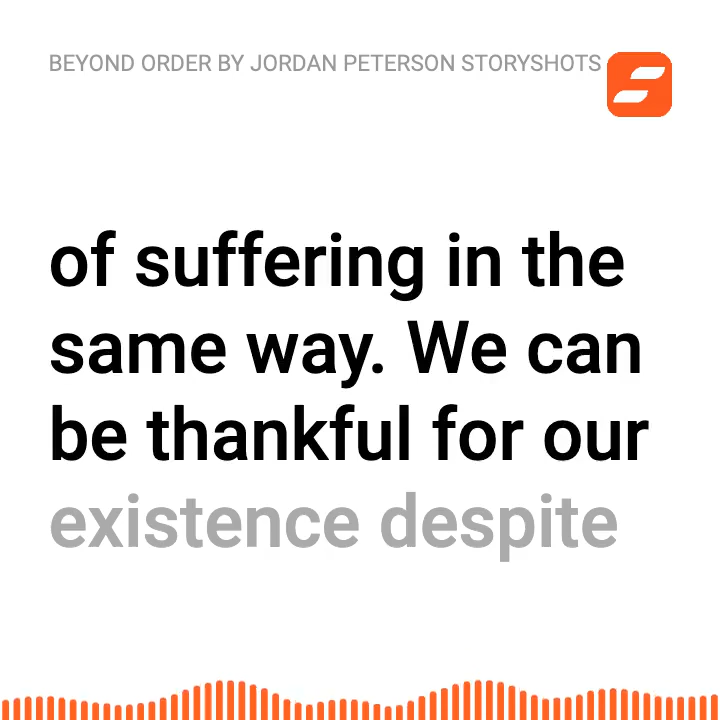 BEYOND ORDER BY JORDAN PETERSON STORYSHOTS
of suffering in the
same way. We can
be thankful for our
existence despite